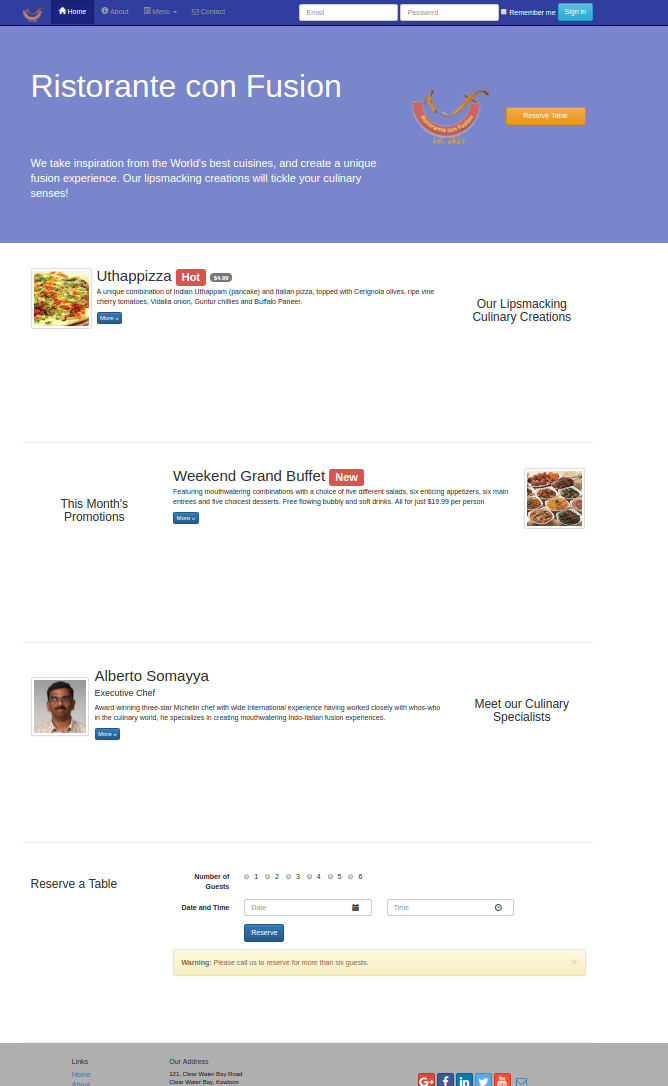 Home About Menu Contact Email Password Remember me Sign in
Ristorante con Fusion
Ristorante con Fusion
Est. 2013
Reserve Table
We take inspiration from the World's best cuisines, and create a unique
fusion experience. Our lipsmacking creations will tickle your culinary
senses!
Uthappizza Hot $4.99
A unique combination of Indian Uthappam (pancake) and Italian pizza, topped with Cerignola olives, ripe vine
cherry tomatoes, Vidalia onion, Guntur chillies and Buffalo Paneer.
More »
Our Lipsmacking
Culinary Creations
This Month's
Promotions
Weekend Grand Buffet New
Featuring mouthwatering combinations with a choice of five different salads, six enticing appetizers, six main
entrees and five choicest desserts. Free flowing bubbly and soft drinks. All for just $19.99 per person
More »
Alberto Somayya
Executive Chef
Award winning three-star Michelin chef with wide International experience having worked closely with whos-who
in the culinary world, he specializes in creating mouthwatering Indo-Italian fusion experiences.
More »
Meet our Culinary
Specialists
Reserve a Table
Number of
Guests
1 2 3 4 5 6
Date and Time Date Time
Reserve
Warning: Please call us to reserve for more than six guests. ×
Links
Home
About
Our Address
121, Clear Water Bay Road
Clear Water Bay, Kowloon
G+ f in You